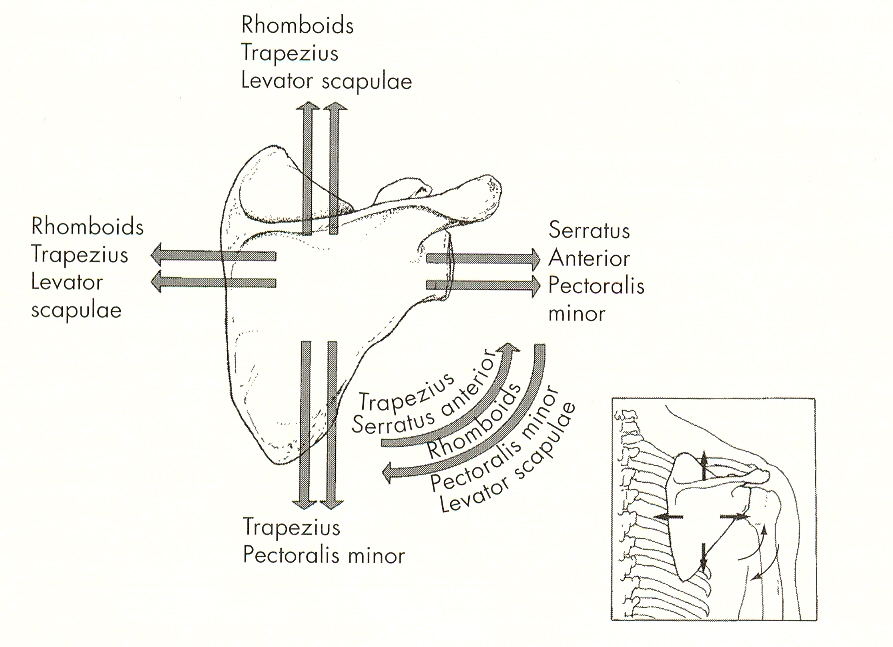 Rhomboids
Trapezius
Levator scapulae
Rhomboids
Trapezius
Levator
scapulae
Serratus
Anterior
Pectoralis
minor
Trapezius
Serratus anterior
Rhomboids
Pectoralis minor
Levator scapulae
Trapezius
Pectoralis minor